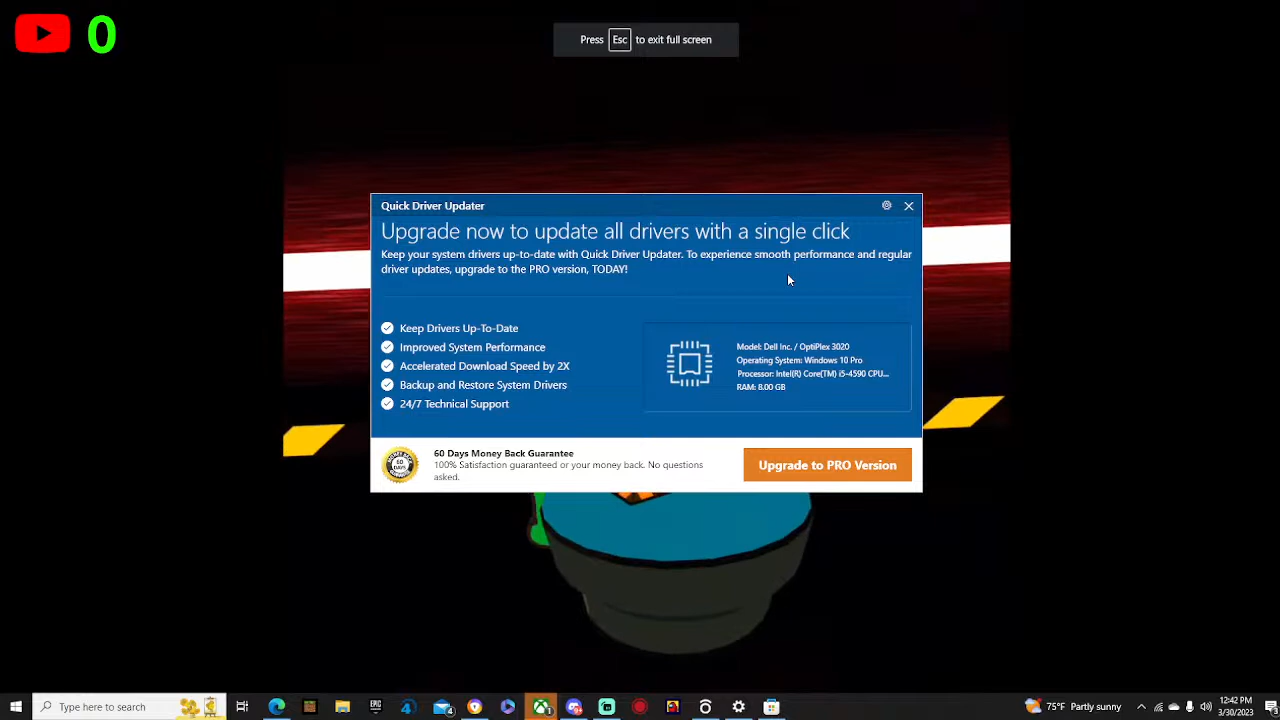 0
Press Esc to exit full screen
Quick Driver Updater
Upgrade now to update all drivers with a single click
Keep your system drivers up-to-date with Quick Driver Updater. To experience smooth performance and regular
driver updates, upgrade to the PRO version, TODAY!
Keep Drivers Up-To-Date
Improved System Performance
Accelerated Download Speed by 2X
Backup and Restore System Drivers
24/7 Technical Support
Model: Dell Inc. / OptiPlex 3020
Operating System: Windows 10 Pro
Processor: Intel(R) Core(TM) i5-4590 CPU...
RAM: 8.00 GB
60 Days Money Back Guarantee
100% Satisfaction guaranteed or your money back. No questions
asked.
Upgrade to PRO Version
Type here to search
75°F Partly sunny
12:42 PM
3/30/2023